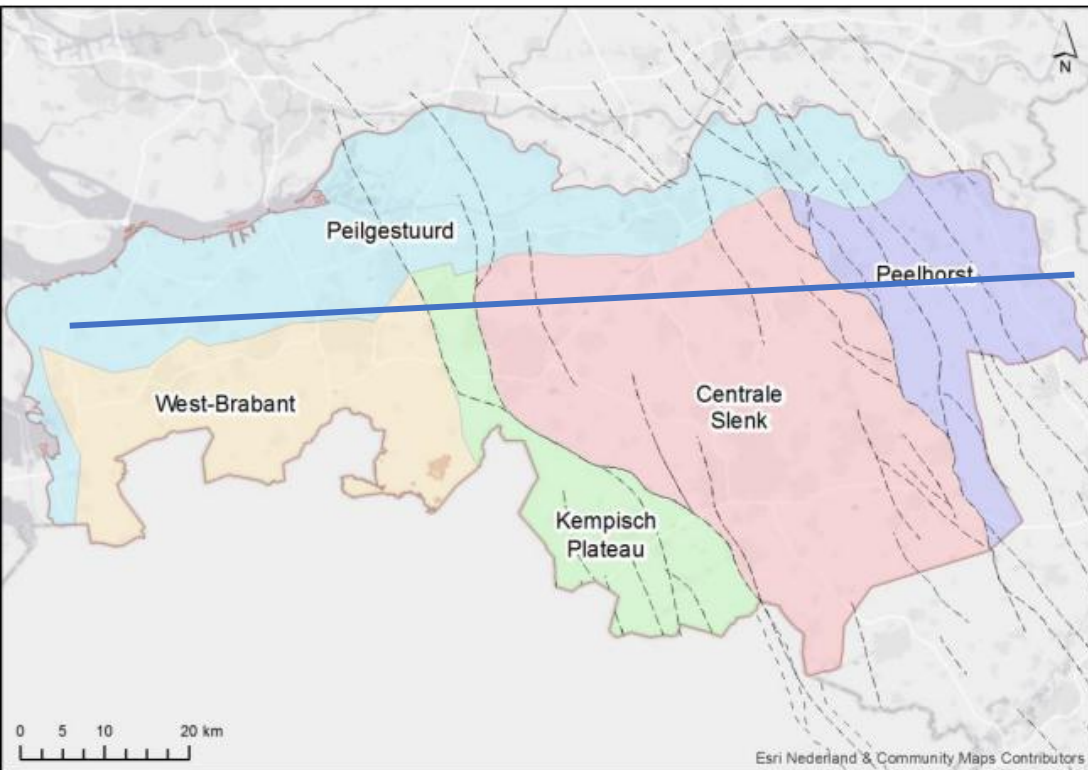 N
Peilgestuurd
Peelhorst
West-Brabant
Centrale
Slenk
Kempisch
Plateau
0 5 10 20 km
Esri Nederland & Community Maps Contributors